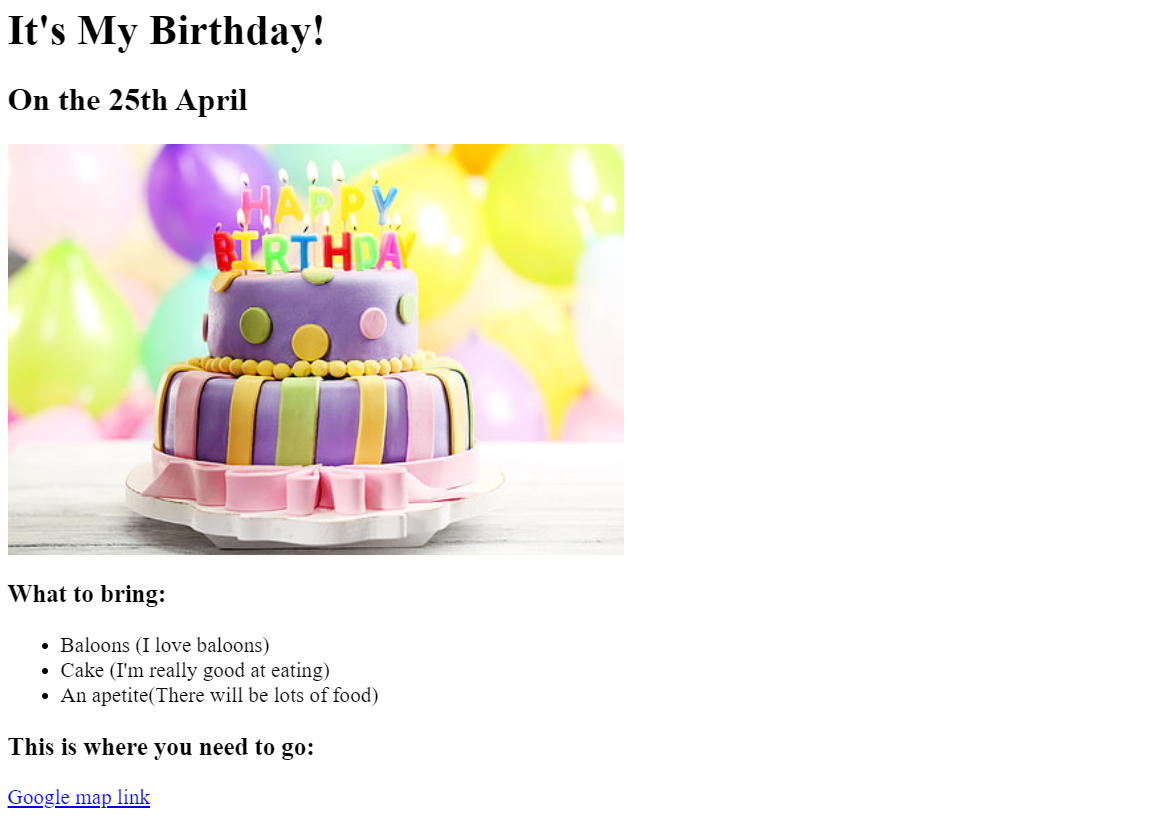 It's My Birthday!
On the 25th April
HAPPY
BIRTHDAY
What to bring:
Baloons (I love baloons)
Cake (I'm really good at eating)
An apetite(There will be lots of food)
This is where you need to go:
Google map link